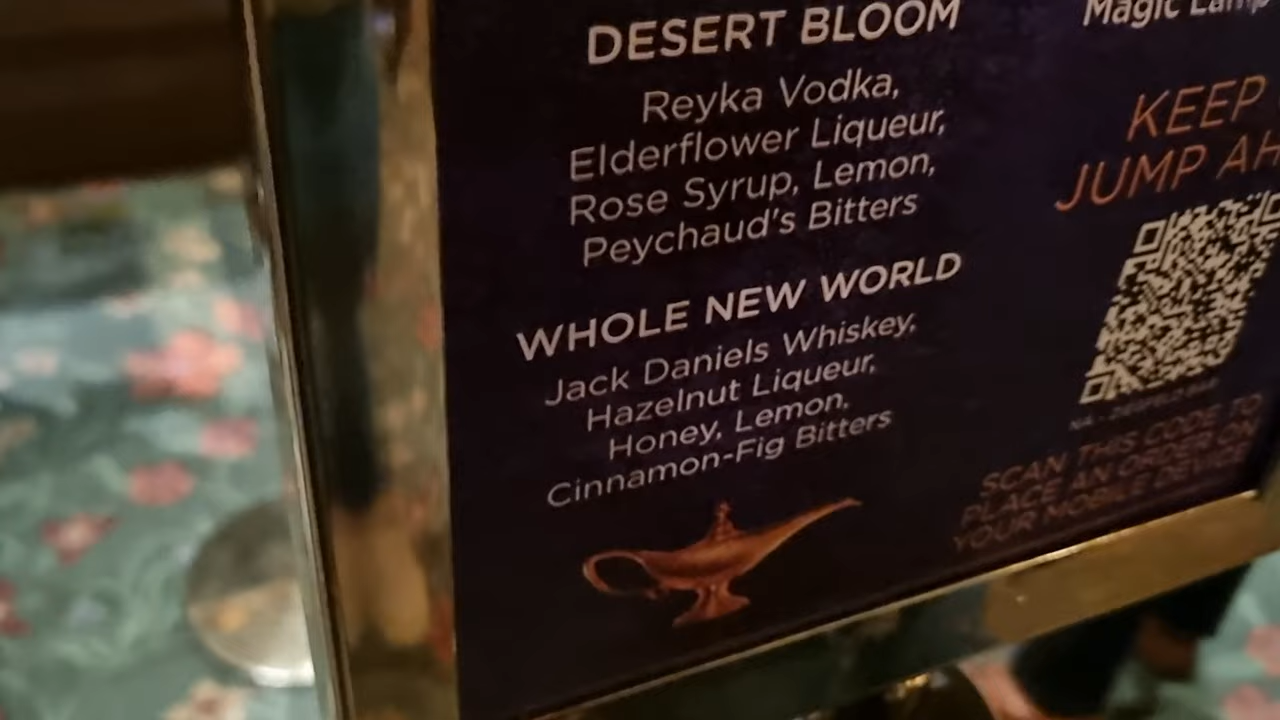 DESERT BLOOM
Reyka Vodka,
Elderflower Liqueur,
Rose Syrup, Lemon,
Peychaud's Bitters
WHOLE NEW WORLD
Jack Daniels Whiskey,
Hazelnut Liqueur,
Honey, Lemon,
Cinnamon-Fig Bitters
Magic
KEEP
JUMP
SCAN THIS CODE TO
PLACE AN ORDER ON
YOUR MOBILE DEVICE